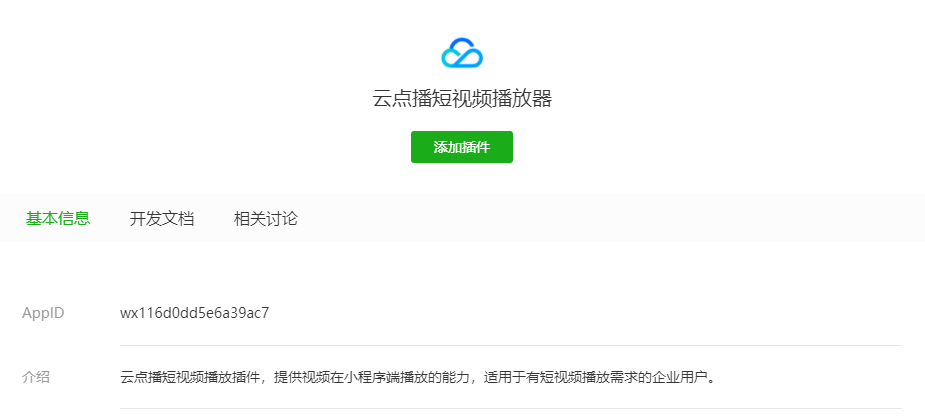 云点播短视频播放器
添加插件
基本信息 开发文档 相关讨论
AppID wx116d0dd5e6a39ac7
介绍 云点播短视频播放插件，提供视频在小程序端播放的能力，适用于有短视频播放需求的企业用户。